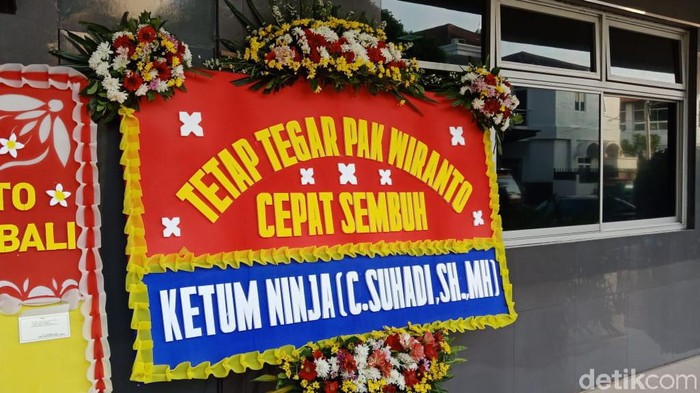 TETAP TEGAR PAK WIRANTO
CEPAT SEMBUH
KETUM NINJA (C.SUHADI.SH.,MH)
TO
BALI
detikcom